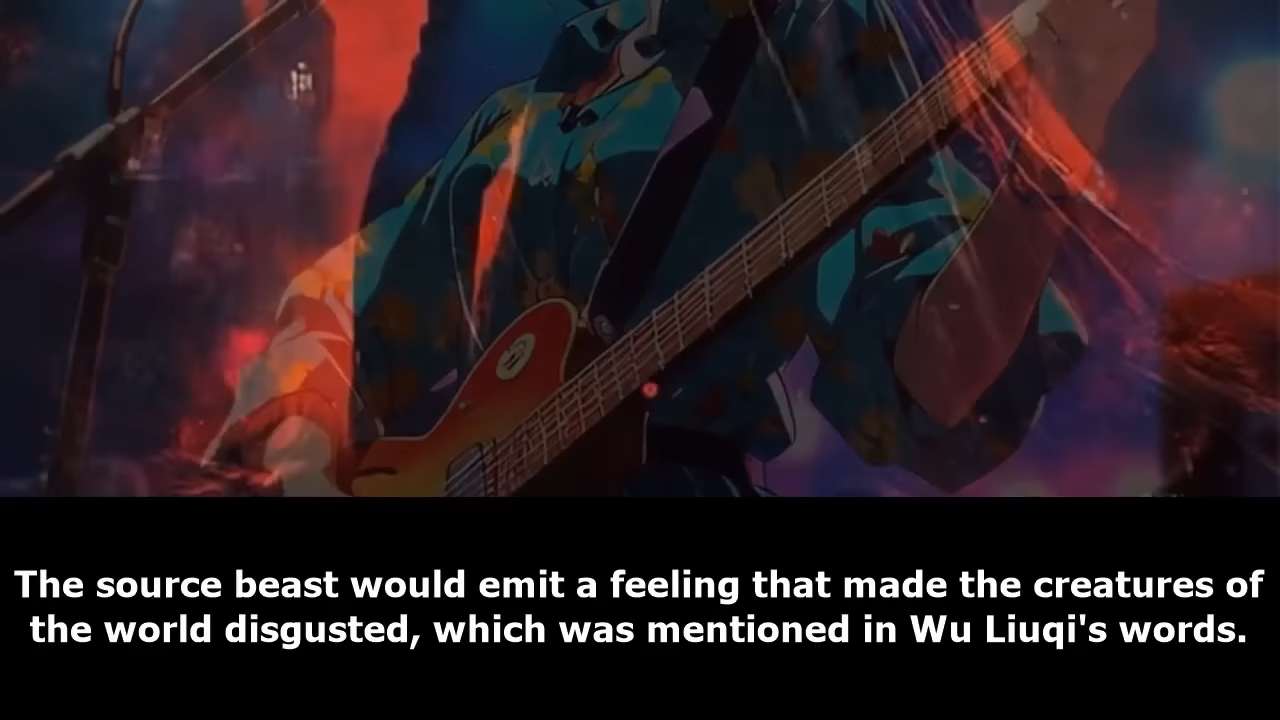 The source beast would emit a feeling that made the creatures of
the world disgusted, which was mentioned in Wu Liuqi's words.